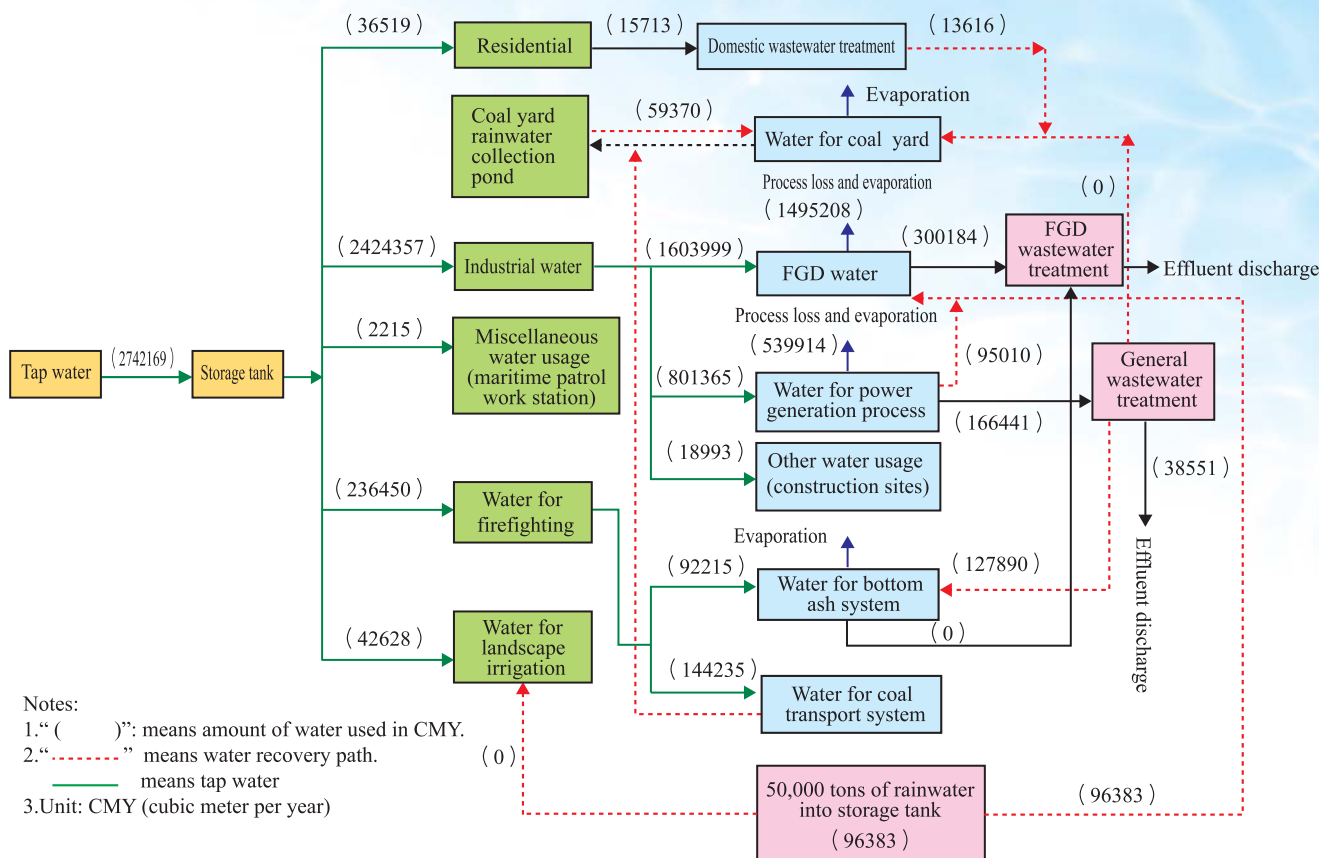 （36519）
Residential
（15713）
Domestic wastewater treatment
（13616）
Evaporation
Coal yard
rainwater
collection
pond
（59370）
Water for coal yard
（0）
Process loss and evaporation
（1495208）
（2424357）
Industrial water
（1603999）
FGD water
（300184）
FGD
wastewater
treatment
Effluent discharge
Process loss and evaporation
（539914）
（95010）
（2215）
Miscellaneous
water usage
(maritime patrol
work station)
Tap water
（2742169）
Storage tank
（801365）
Water for power
generation process
（166441）
General
wastewater
treatment
（18993）
Other water usage
(construction sites)
（38551）
Effluent discharge
（236450）
Water for
firefighting
Evaporation
（92215）
Water for bottom
ash system
（127890）
（0）
（42628）
Water for
landscape
irrigation
（144235）
Water for coal
transport system
Notes:
1.“ (          )”: means amount of water used in CMY.
2.“ ---------- ” means water recovery path.
means tap water
3.Unit: CMY (cubic meter per year)
（0）
50,000 tons of rainwater
into storage tank
（96383）
（96383）